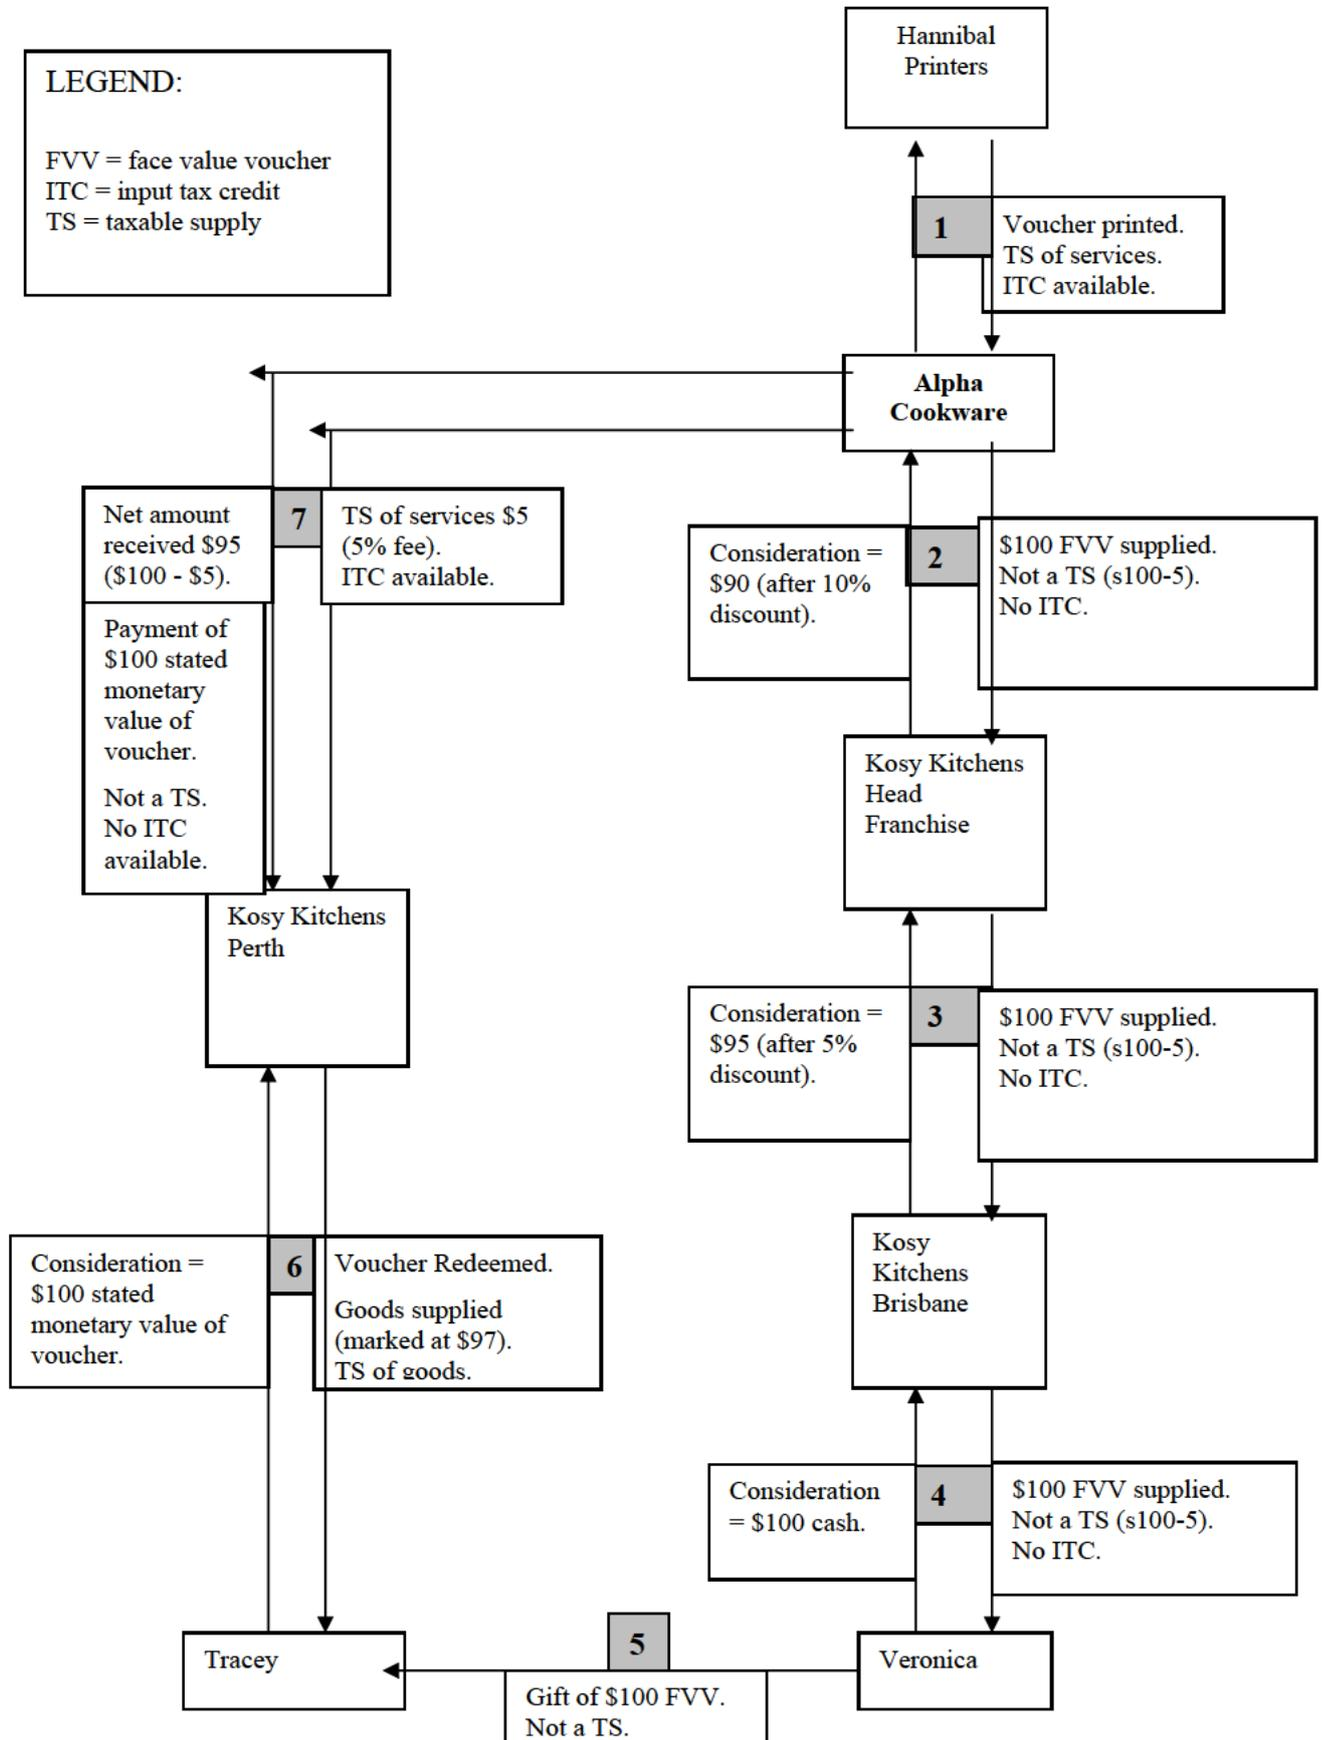 Hannibal
Printers
LEGEND:
FVV = face value voucher
ITC = input tax credit
TS = taxable supply
1
Voucher printed.
TS of services.
ITC available.
Alpha
Cookware
Net amount
received $95
($100 - $5).
7
TS of services $5
(5% fee).
ITC available.
Payment of
$100 stated
monetary
value of
voucher.
Not a TS.
No ITC
available.
Consideration =
$90 (after 10%
discount).
2
$100 FVV supplied.
Not a TS (s100-5).
No ITC.
Kosy Kitchens
Head
Franchise
Kosy Kitchens
Perth
Consideration =
$95 (after 5%
discount).
3
$100 FVV supplied.
Not a TS (s100-5).
No ITC.
Kosy
Kitchens
Brisbane
Consideration =
$100 stated
monetary value of
voucher.
6
Voucher Redeemed.
Goods supplied
(marked at $97).
TS of goods.
Consideration
= $100 cash.
4
$100 FVV supplied.
Not a TS (s100-5).
No ITC.
Tracey
5
Gift of $100 FVV.
Not a TS.
Veronica